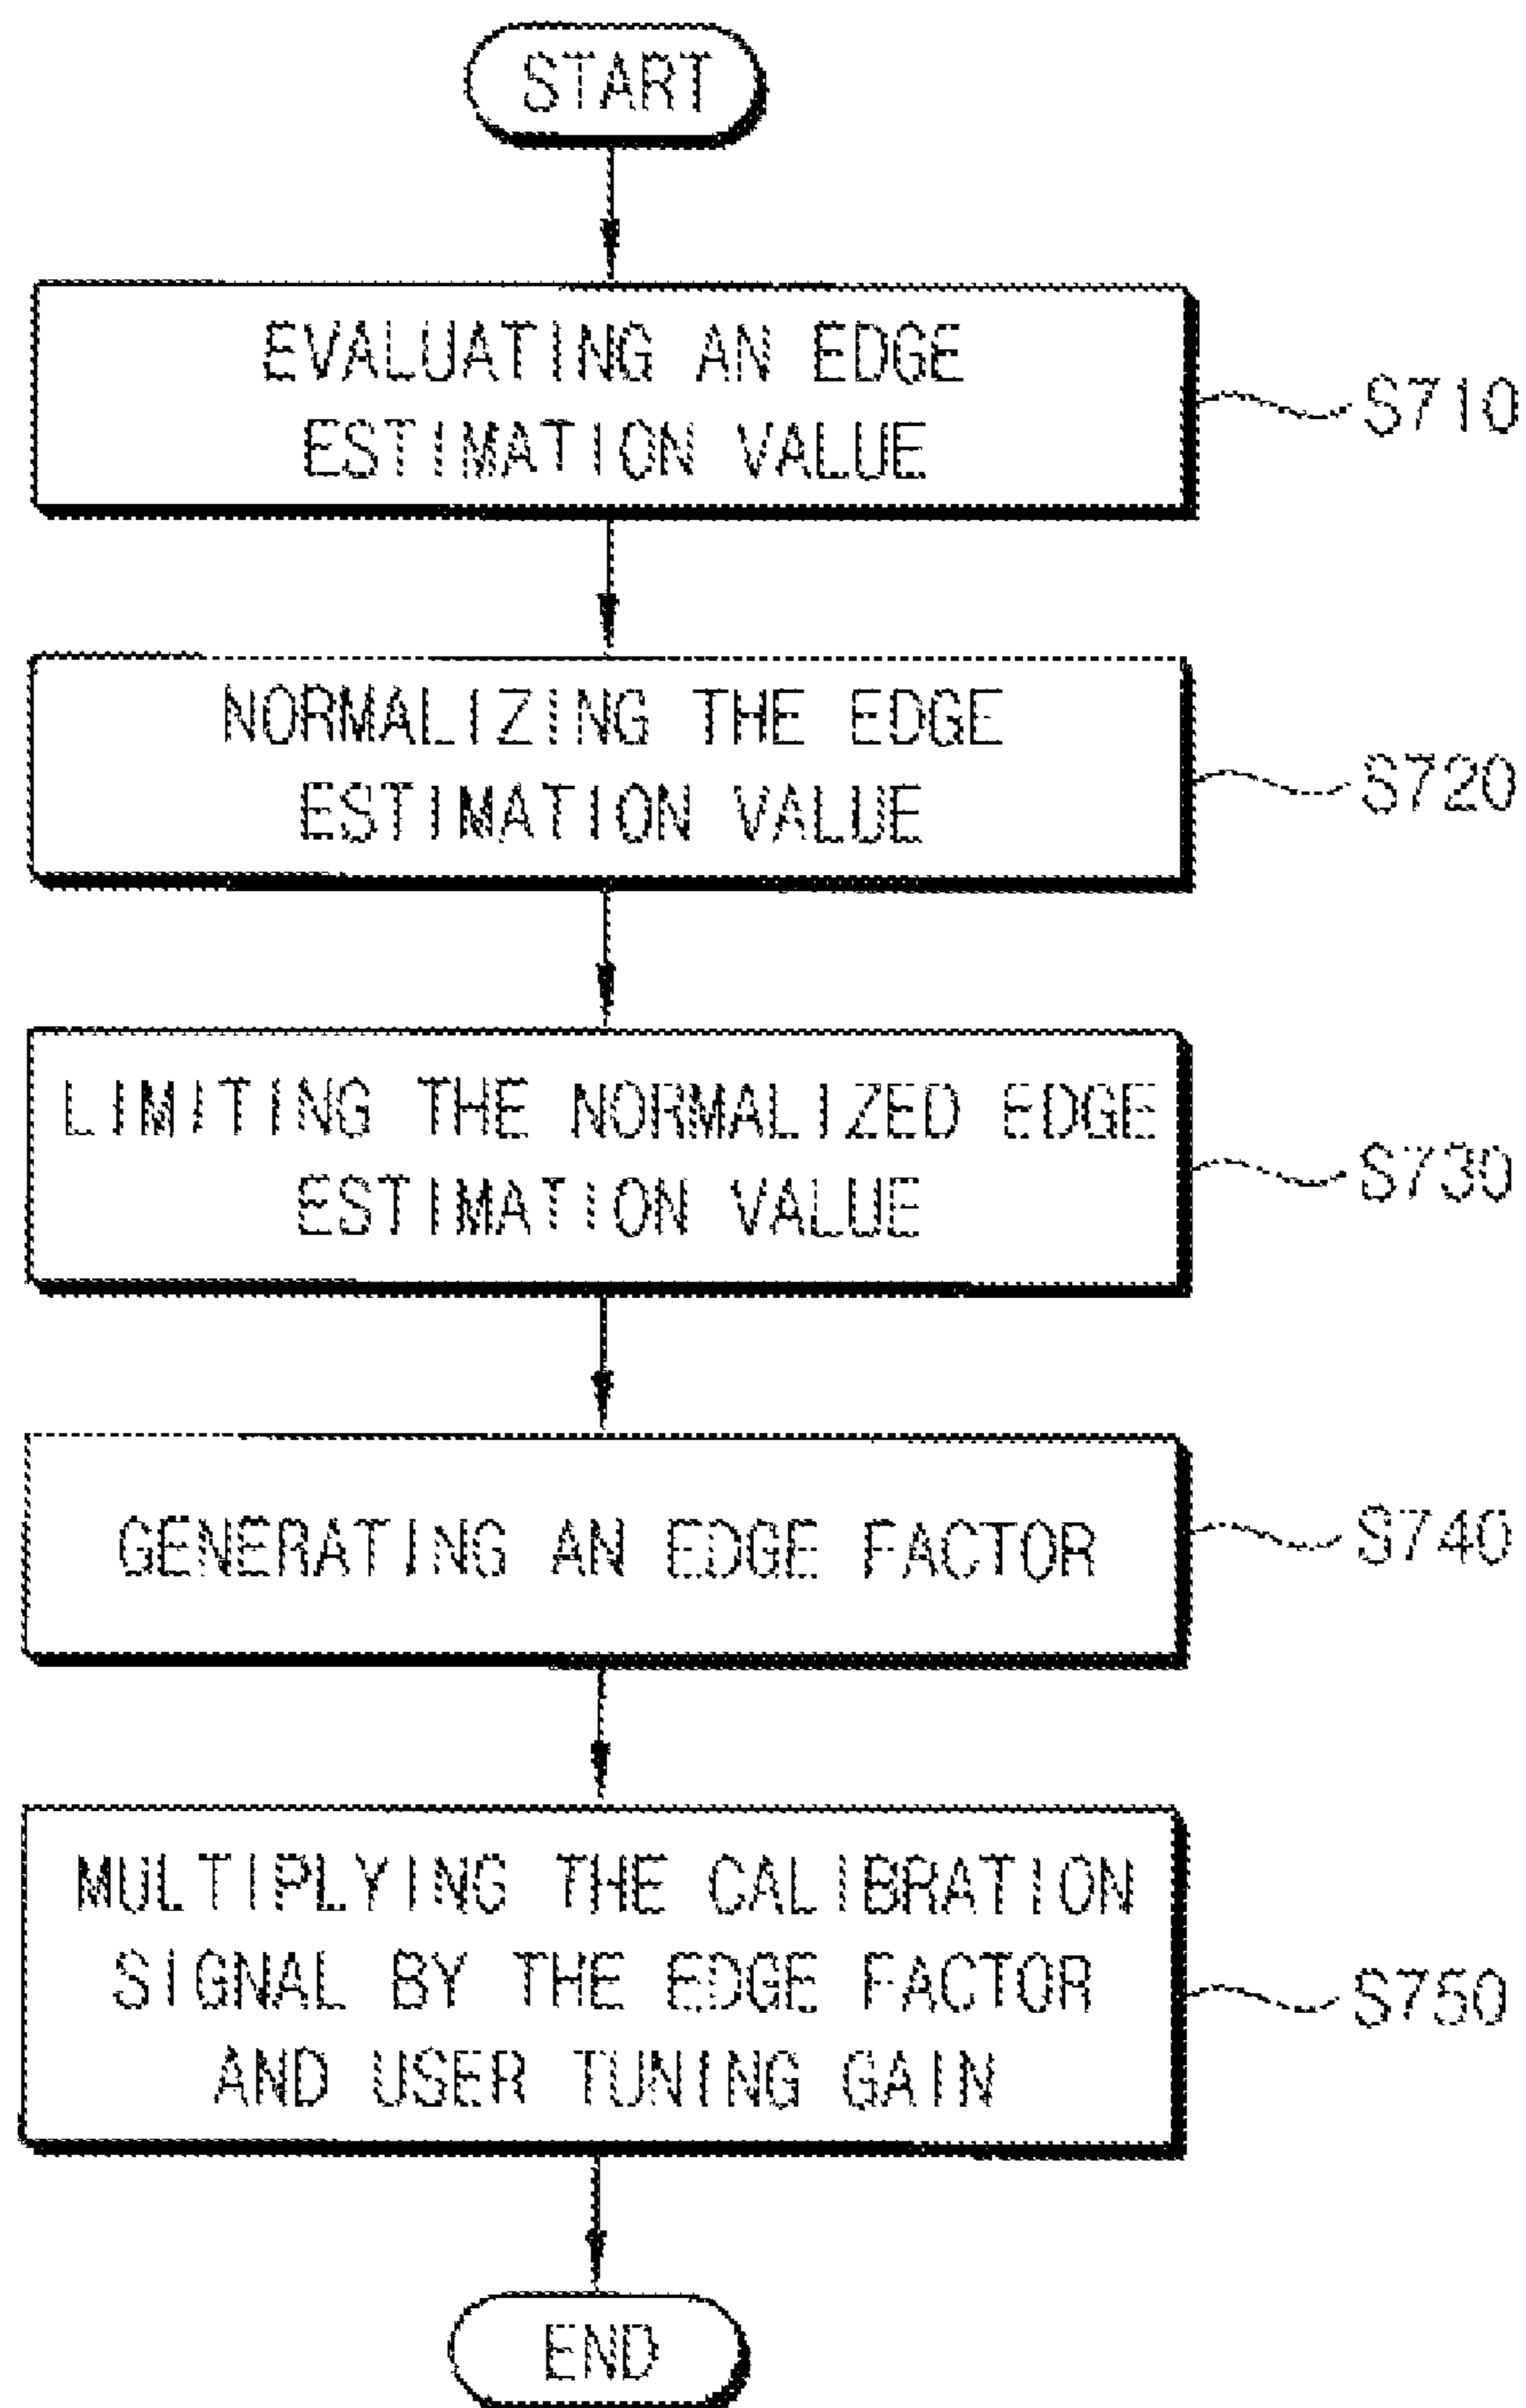 START
EVALUATING AN EDGE
ESTIMATION VALUE
S710
NORMALIZING THE EDGE
ESTIMATION VALUE
S720
LIMITING THE NORMALIZED EDGE
ESTIMATION VALUE
S730
GENERATING AN EDGE FACTOR
S740
MULTIPLYING THE CALIBRATION
SIGNAL BY THE EDGE FACTOR
AND USER TUNING GAIN
S750
END